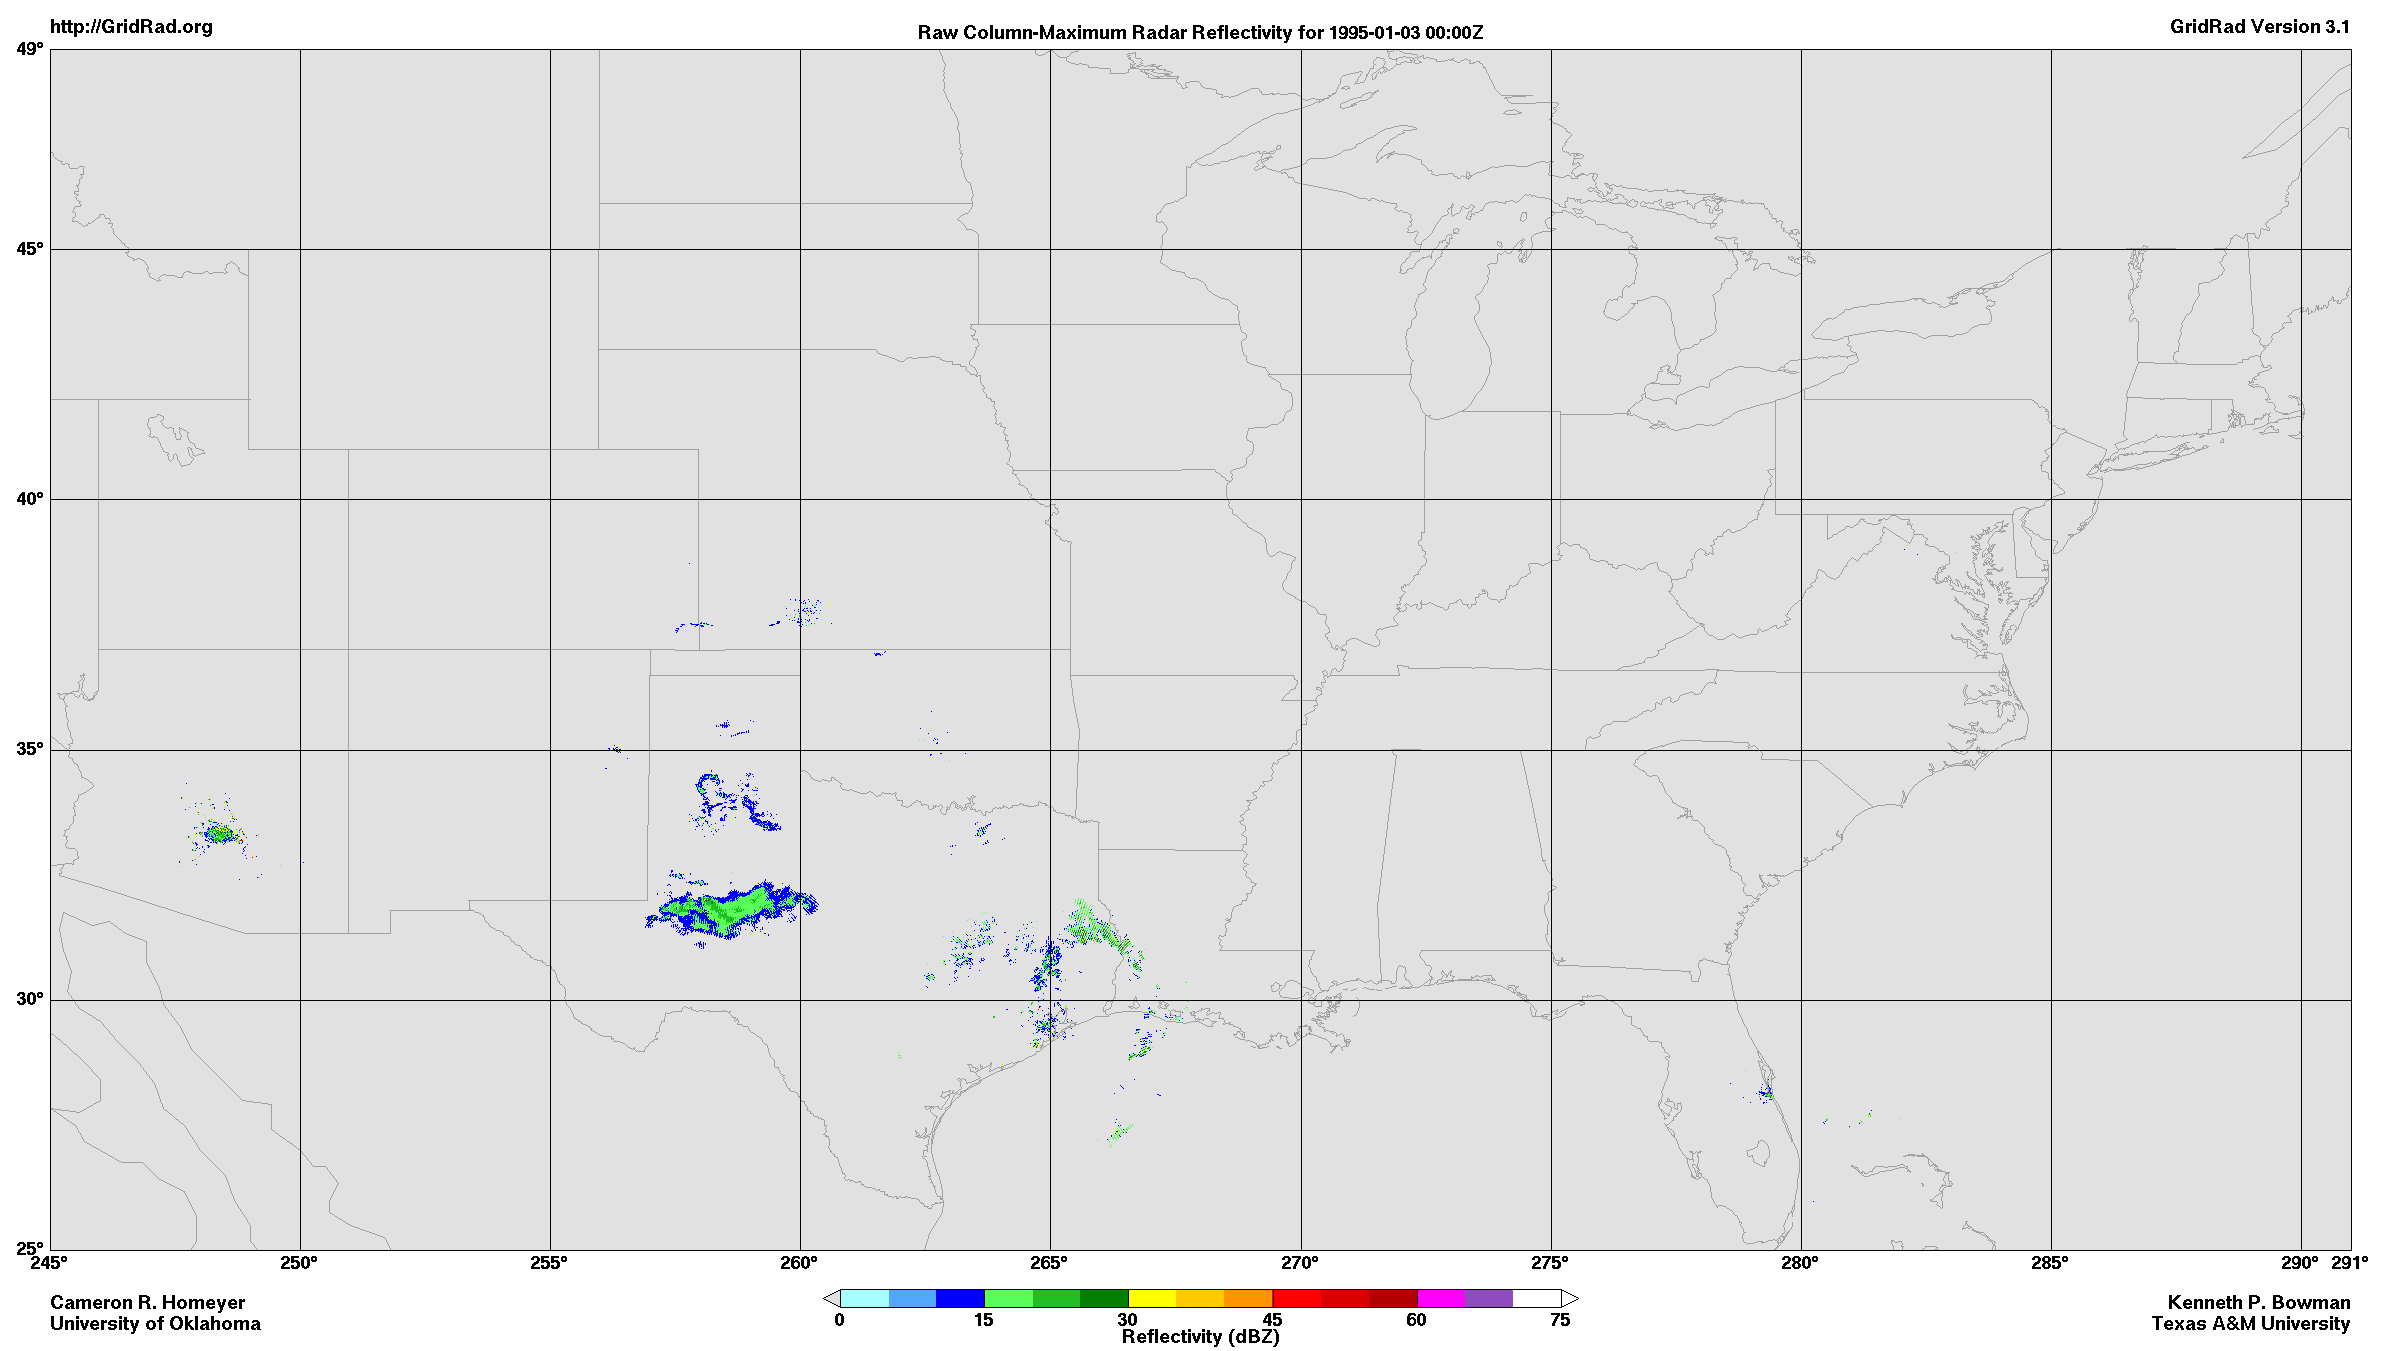 http://GridRad.org
Raw Column-Maximum Radar Reflectivity for 1995-01-03 00:00Z
GridRad Version 3.1
49°
45°
40°
35°
30°
25°
245° 250° 255° 260° 265° 270° 275° 280° 285° 290° 291°
Cameron R. Homeyer
University of Oklahoma
0 15 30 45 60 75
Reflectivity (dBZ)
Kenneth P. Bowman
Texas A&M University